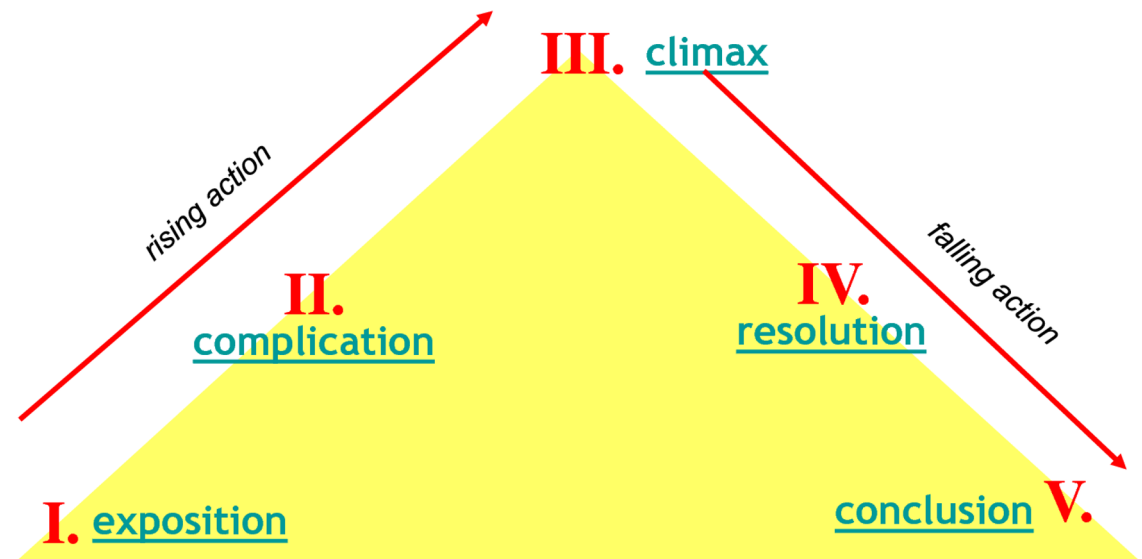 III. climax
rising action
falling action
II.
complication
IV.
resolution
I. exposition
conclusion V.